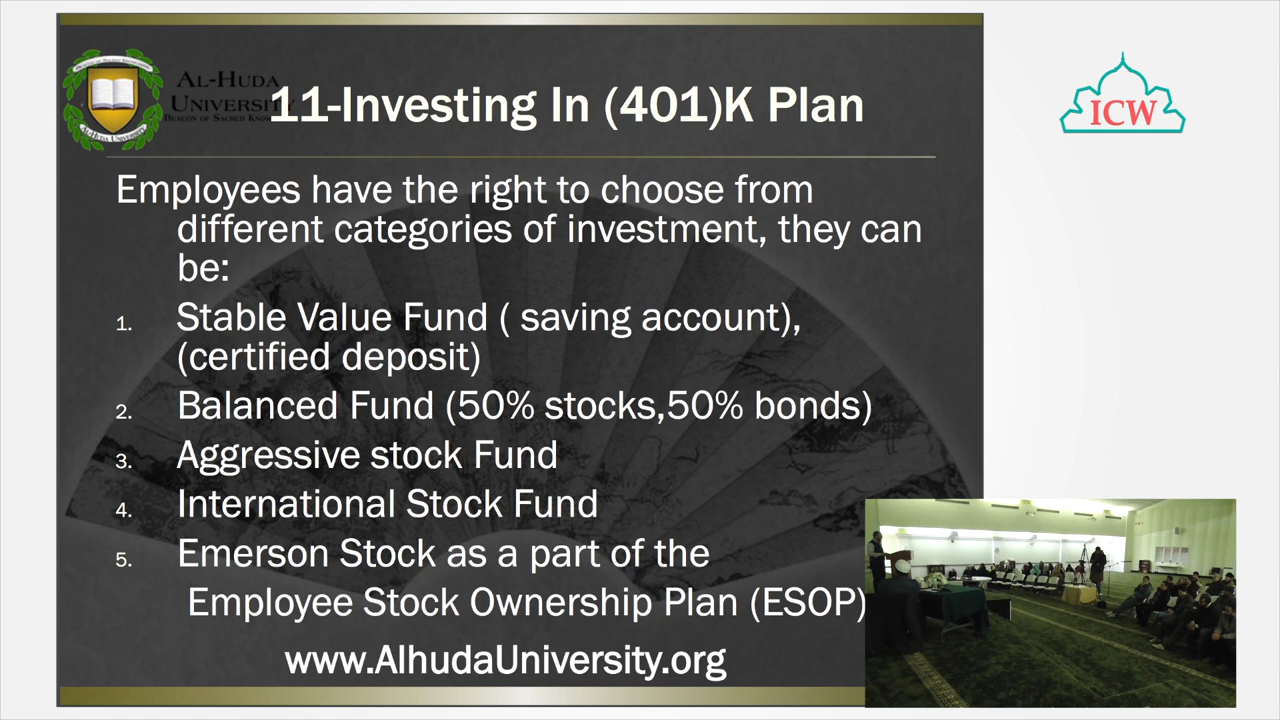 AL-HUDA
UNIVERSITY
BEACON OF SACRED
11-Investing In (401)K Plan
ICW
Employees have the right to choose from
different categories of investment, they can
be:
1. Stable Value Fund ( saving account),
(certified deposit)
2. Balanced Fund (50% stocks,50% bonds)
3. Aggressive stock Fund
4. International Stock Fund
5. Emerson Stock as a part of the
Employee Stock Ownership Plan (ESOP)
www.AlhudaUniversity.org